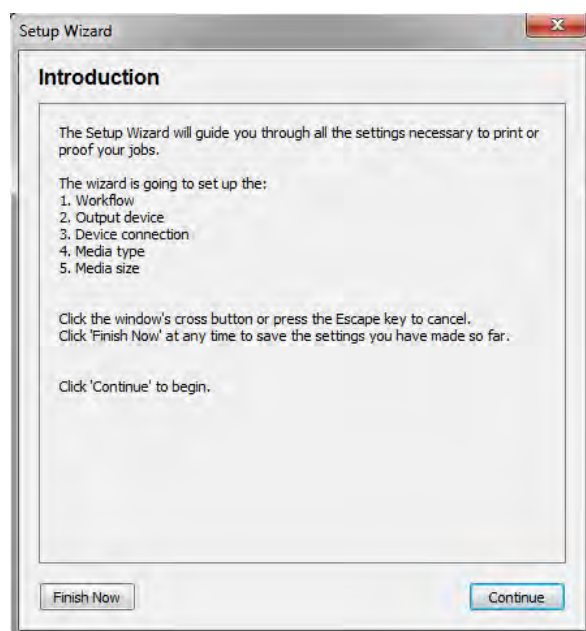 Setup Wizard
Introduction
The Setup Wizard will guide you through all the settings necessary to print or
proof your jobs.
The wizard is going to set up the:
1. Workflow
2. Output device
3. Device connection
4. Media type
5. Media size
Click the window's cross button or press the Escape key to cancel.
Click 'Finish Now' at any time to save the settings you have made so far.
Click 'Continue' to begin.
Finish Now
Continue